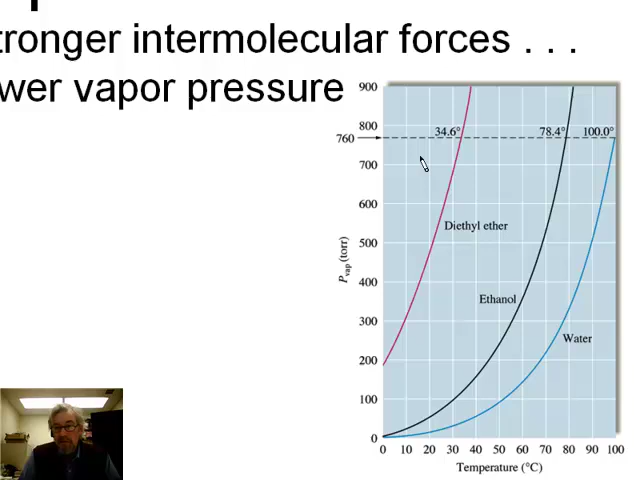 tronger intermolecular forces . . .
wer vapor pressure
900
800
760
700
600
500
400
300
200
100
0
34.6°
78.4°
100.0°
Diethyl ether
Ethanol
Water
Pvap (torr)
0 10 20 30 40 50 60 70 80 90 100
Temperature (°C)